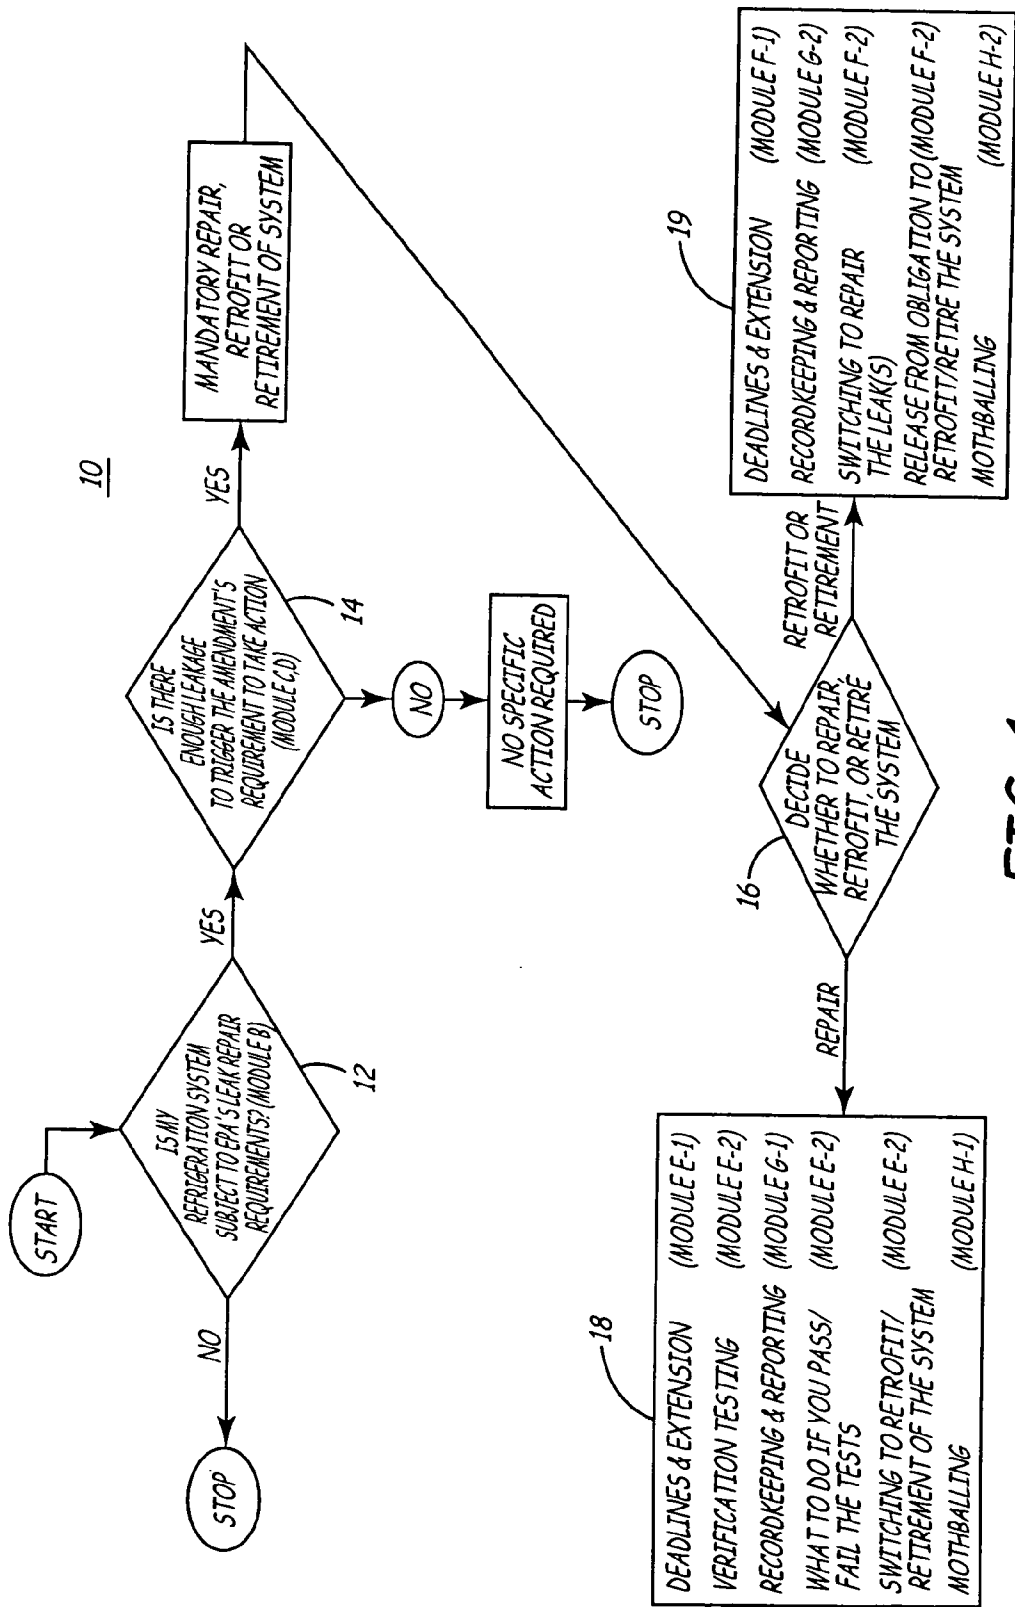 10
START
IS MY
REFRIGERATION SYSTEM
SUBJECT TO EPA'S LEAK REPAIR
REQUIREMENTS? (MODULE B)
12
NO
STOP
YES
IS THERE
ENOUGH LEAKAGE
TO TRIGGER THE AMENDMENT'S
REQUIREMENT TO TAKE ACTION
(MODULE C,D)
14
YES
MANDATORY REPAIR,
RETROFIT OR
RETIREMENT OF SYSTEM
NO
NO SPECIFIC
ACTION REQUIRED
STOP
DECIDE
WHETHER TO REPAIR,
RETROFIT, OR RETIRE
THE SYSTEM
16
REPAIR
18
DEADLINES & EXTENSION (MODULE E-1)
VERIFICATION TESTING (MODULE E-2)
RECORDKEEPING & REPORTING (MODULE G-1)
WHAT TO DO IF YOU PASS/ (MODULE E-2)
FAIL THE TESTS
SWITCHING TO RETROFIT/ (MODULE E-2)
RETIREMENT OF THE SYSTEM
MOTHBALLING (MODULE H-1)
RETROFIT OR
RETIREMENT
19
DEADLINES & EXTENSION (MODULE F-1)
RECORDKEEPING & REPORTING (MODULE G-2)
SWITCHING TO REPAIR (MODULE F-2)
THE LEAK(S)
RELEASE FROM OBLIGATION TO (MODULE F-2)
RETROFIT/RETIRE THE SYSTEM
MOTHBALLING (MODULE H-2)